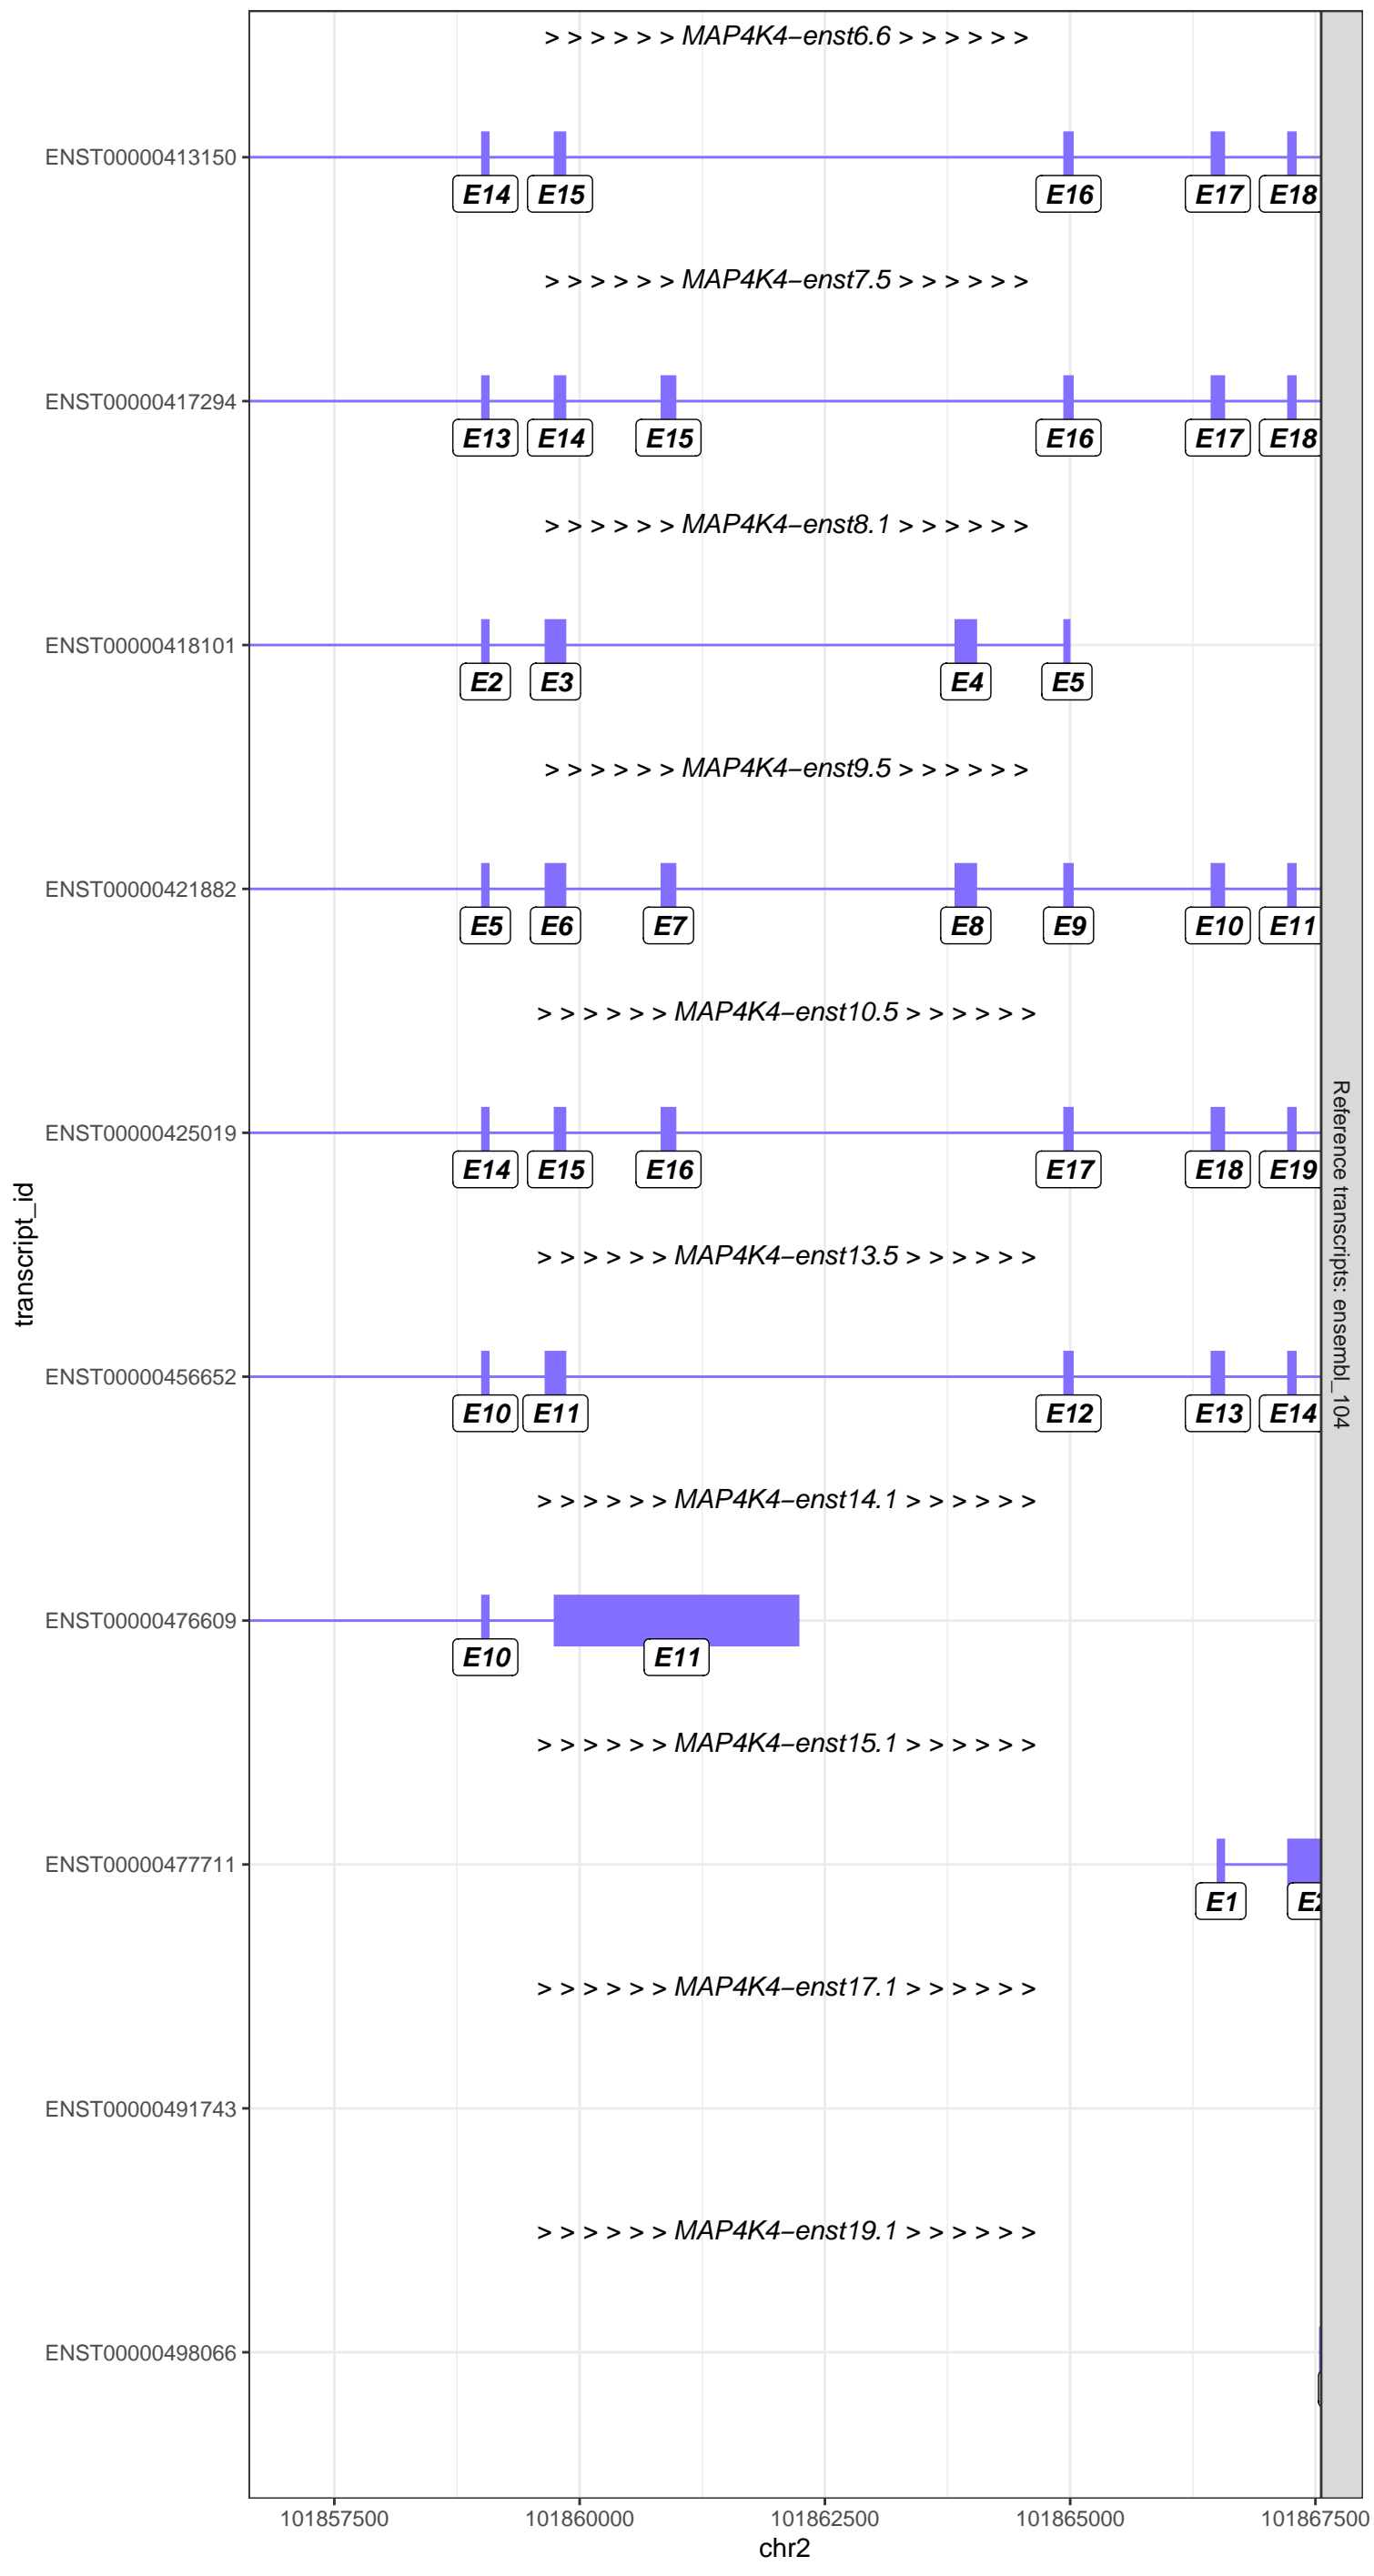 > > > > > > MAP4K4−enst6.6 > > > > > >
ENST00000413150
E14 E15 E16 E17 E18
> > > > > > MAP4K4−enst7.5 > > > > > >
ENST00000417294
E13 E14 E15 E16 E17 E18
> > > > > > MAP4K4−enst8.1 > > > > > >
ENST00000418101
E2 E3 E4 E5
> > > > > > MAP4K4−enst9.5 > > > > > >
ENST00000421882
E5 E6 E7 E8 E9 E10 E11
> > > > > > MAP4K4−enst10.5 > > > > > >
ENST00000425019
E14 E15 E16 E17 E18 E19
> > > > > > MAP4K4−enst13.5 > > > > > >
ENST00000456652
E10 E11 E12 E13 E14
> > > > > > MAP4K4−enst14.1 > > > > > >
ENST00000476609
E10 E11
> > > > > > MAP4K4−enst15.1 > > > > > >
ENST00000477711
E1 E2
> > > > > > MAP4K4−enst17.1 > > > > > >
ENST00000491743
> > > > > > MAP4K4−enst19.1 > > > > > >
ENST00000498066
101857500 101860000 101862500 101865000 101867500
chr2
transcript_id
Reference transcripts: ensembl_104